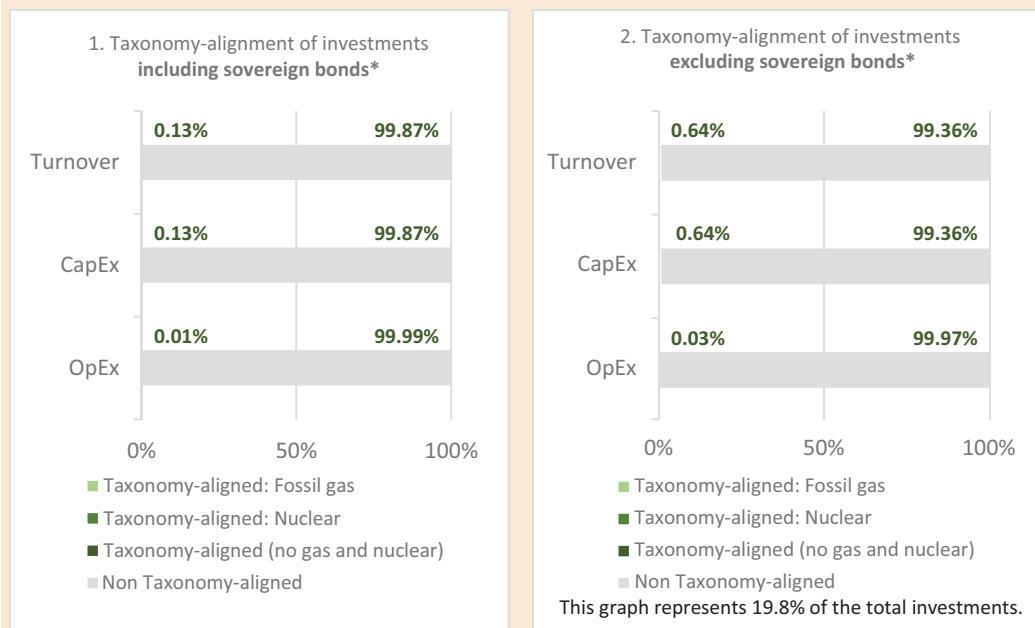 1. Taxonomy-alignment of investments
including sovereign bonds*
0.13% 99.87%
Turnover
0.13% 99.87%
CapEx
0.01% 99.99%
OpEx
0% 50% 100%
Taxonomy-aligned: Fossil gas
Taxonomy-aligned: Nuclear
Taxonomy-aligned (no gas and nuclear)
Non Taxonomy-aligned
2. Taxonomy-alignment of investments
excluding sovereign bonds*
0.64% 99.36%
Turnover
0.64% 99.36%
CapEx
0.03% 99.97%
OpEx
0% 50% 100%
Taxonomy-aligned: Fossil gas
Taxonomy-aligned: Nuclear
Taxonomy-aligned (no gas and nuclear)
Non Taxonomy-aligned
This graph represents 19.8% of the total investments.